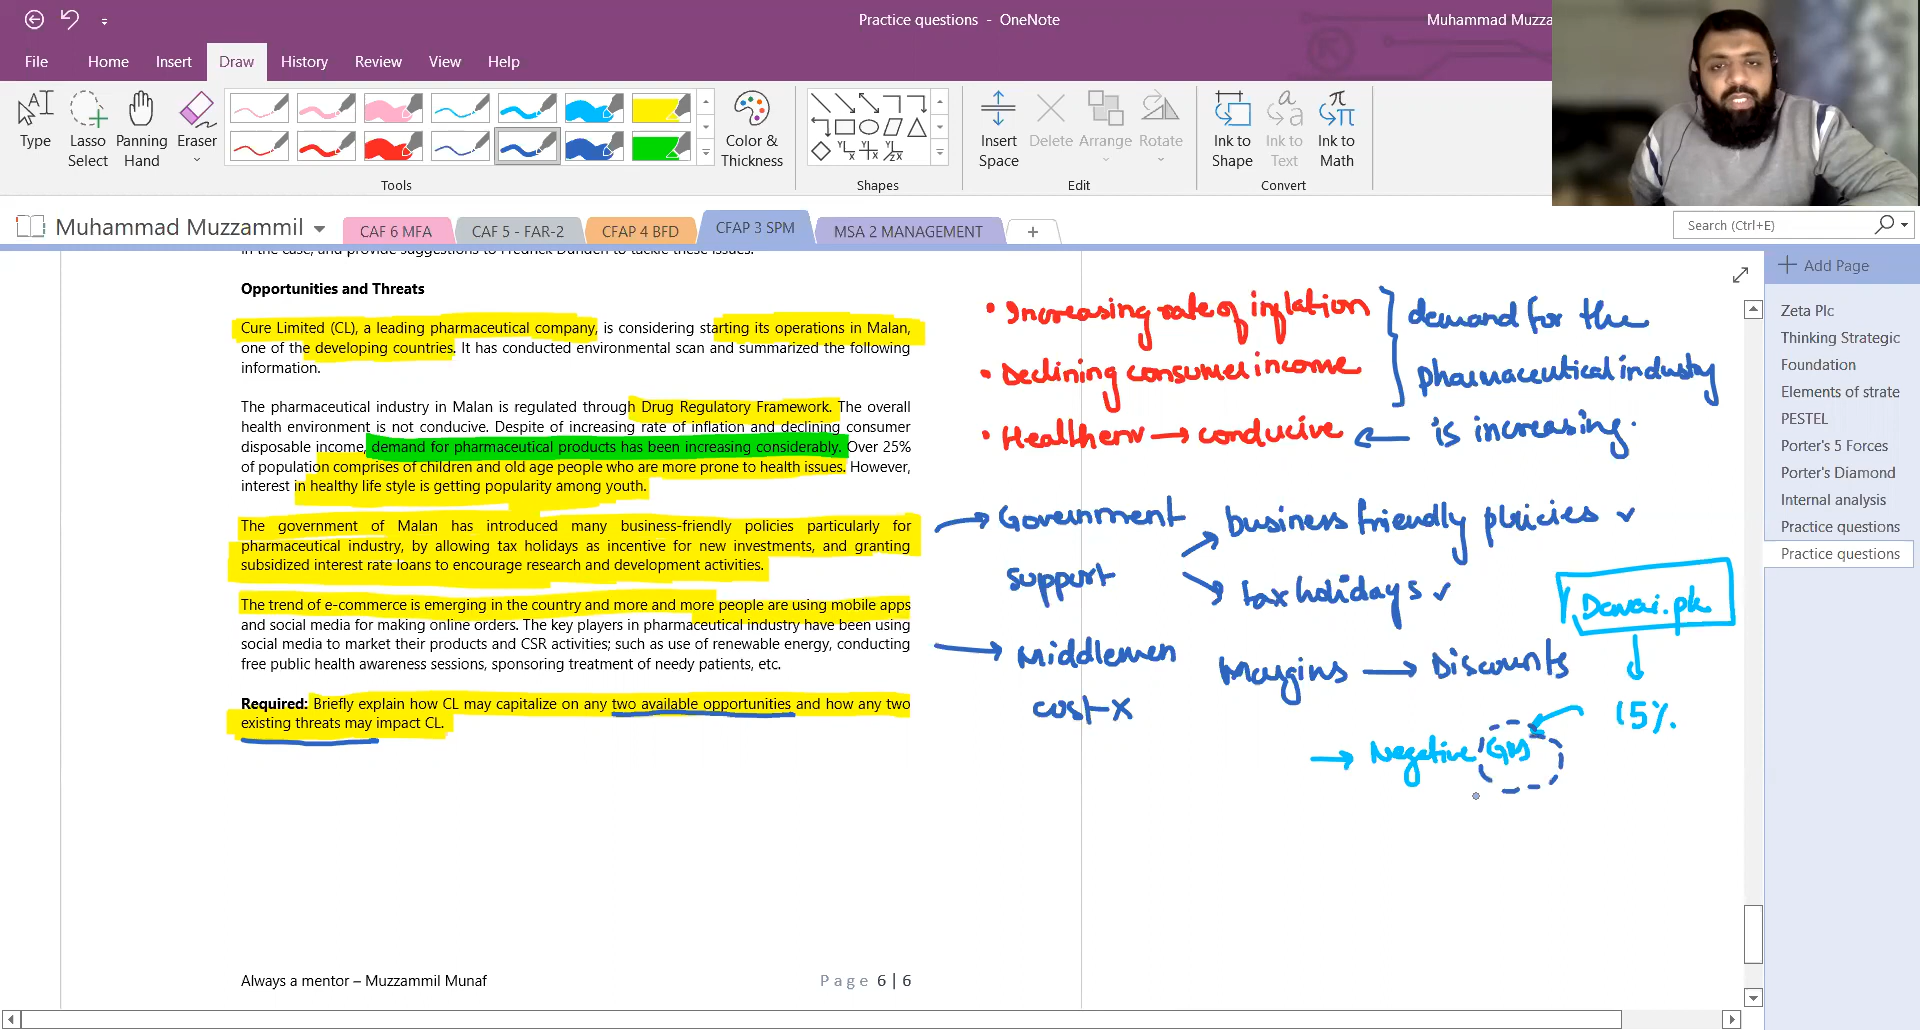 Practice questions - OneNote
Muhammad Muzza
File
Home
Insert
Draw
History
Review
View
Help
Type
Lasso
Select
Panning
Hand
Eraser
Color &
Thickness
Insert
Space
Delete
Arrange
Rotate
Ink to
Shape
Ink to
Text
Ink to
Math
Tools
Shapes
Edit
Convert
Muhammad Muzzammil
CAF 6 MFA
CAF 5 - FAR-2
CFAP 4 BFD
CFAP 3 SPM
MSA 2 MANAGEMENT
Search (Ctrl+E)
in the case, and provide suggestions to Fredrick Dunden to tackle these issues.
Opportunities and Threats
Cure Limited (CL), a leading pharmaceutical company, is considering starting its operations in Malan,
one of the developing countries. It has conducted environmental scan and summarized the following
information.
The pharmaceutical industry in Malan is regulated through Drug Regulatory Framework. The overall
health environment is not conducive. Despite of increasing rate of inflation and declining consumer
disposable income, demand for pharmaceutical products has been increasing considerably. Over 25%
of population comprises of children and old age people who are more prone to health issues. However,
interest in healthy life style is getting popularity among youth.
The government of Malan has introduced many business-friendly policies particularly for
pharmaceutical industry, by allowing tax holidays as incentive for new investments, and granting
subsidized interest rate loans to encourage research and development activities.
The trend of e-commerce is emerging in the country and more and more people are using mobile apps
and social media for making online orders. The key players in pharmaceutical industry have been using
social media to market their products and CSR activities; such as use of renewable energy, conducting
free public health awareness sessions, sponsoring treatment of needy patients, etc.
Required: Briefly explain how CL may capitalize on any two available opportunities and how any two
existing threats may impact CL.
Always a mentor – Muzzammil Munaf
Page 6 | 6
• Increasing rate of inflation
• Declining consumer income
• Health env → conducive
demand for the
pharmaceutical industry
is increasing.
Government
support
business friendly plicies
tax holidays
Middlemen
cost X
Margins → Discounts
Dawai.pk
15%
→ Negative GM
Add Page
Zeta Plc
Thinking Strategic
Foundation
Elements of strate
PESTEL
Porter's 5 Forces
Porter's Diamond
Internal analysis
Practice questions
Practice questions